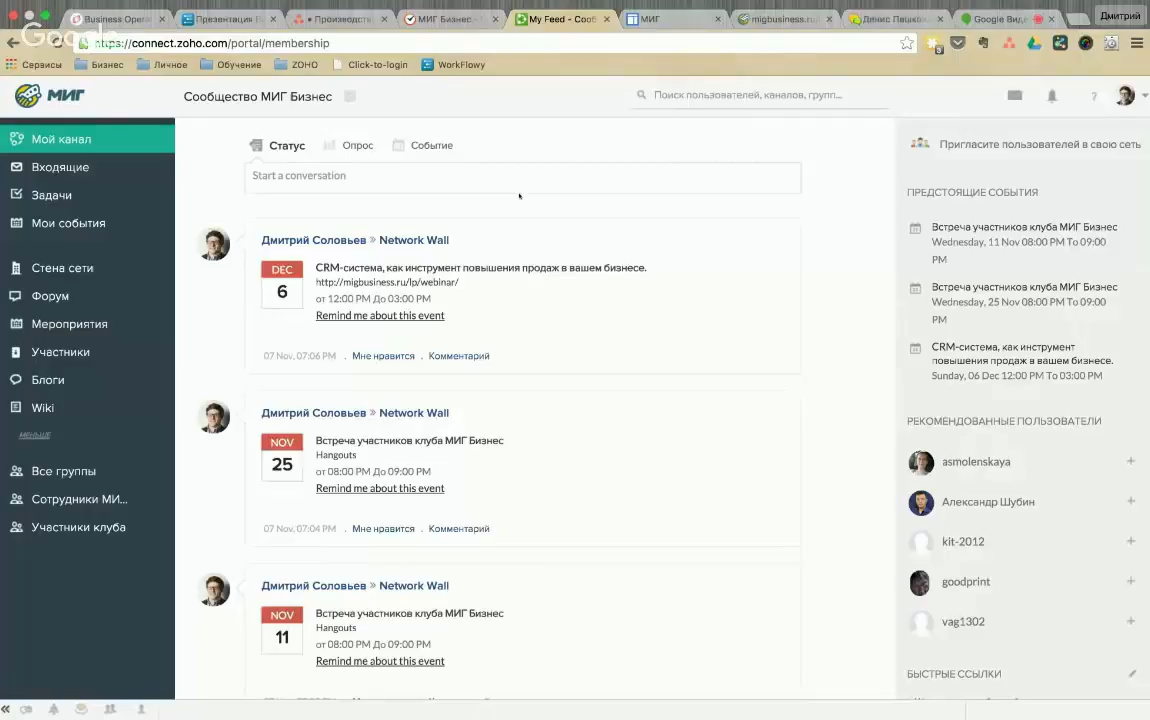 Business Opera
Презентация В
Производств
МИГ Бизнес -
My Feed - Сооб
МИГ
migbusiness.ru/
Денис Пашков
Google Вид
Дмитрий
Google
https://connect.zoho.com/portal/membership
3
Сервисы
Бизнес
Личное
Обучение
ZOHO
Click-to-login
WorkFlowy
МИГ
Сообщество МИГ Бизнес
Поиск пользователей, каналов, групп...
?
Мой канал
Входящие
Задачи
Мои события
Стена сети
Форум
Мероприятия
Участники
Блоги
Wiki
МЕНЬШЕ
Все группы
Сотрудники МИ...
Участники клуба
Статус
Опрос
Событие
Start a conversation
Дмитрий Соловьев » Network Wall
DEC
6
CRM-система, как инструмент повышения продаж в вашем бизнесе.
http://migbusiness.ru/lp/webinar/
от 12:00 PM До 03:00 PM
Remind me about this event
07 Nov, 07:06 PM . Мне нравится . Комментарий
Дмитрий Соловьев » Network Wall
NOV
25
Встреча участников клуба МИГ Бизнес
Hangouts
от 08:00 PM До 09:00 PM
Remind me about this event
07 Nov, 07:04 PM . Мне нравится . Комментарий
Дмитрий Соловьев » Network Wall
NOV
11
Встреча участников клуба МИГ Бизнес
Hangouts
от 08:00 PM До 09:00 PM
Remind me about this event
Пригласите пользователей в свою сеть
ПРЕДСТОЯЩИЕ СОБЫТИЯ
Встреча участников клуба МИГ Бизнес
Wednesday, 11 Nov 08:00 PM To 09:00
PM
Встреча участников клуба МИГ Бизнес
Wednesday, 25 Nov 08:00 PM To 09:00
PM
CRM-система, как инструмент
повышения продаж в вашем бизнесе.
Sunday, 06 Dec 12:00 PM To 03:00 PM
РЕКОМЕНДОВАННЫЕ ПОЛЬЗОВАТЕЛИ
asmolenskaya
Александр Шубин
kit-2012
goodprint
vag1302
БЫСТРЫЕ ССЫЛКИ